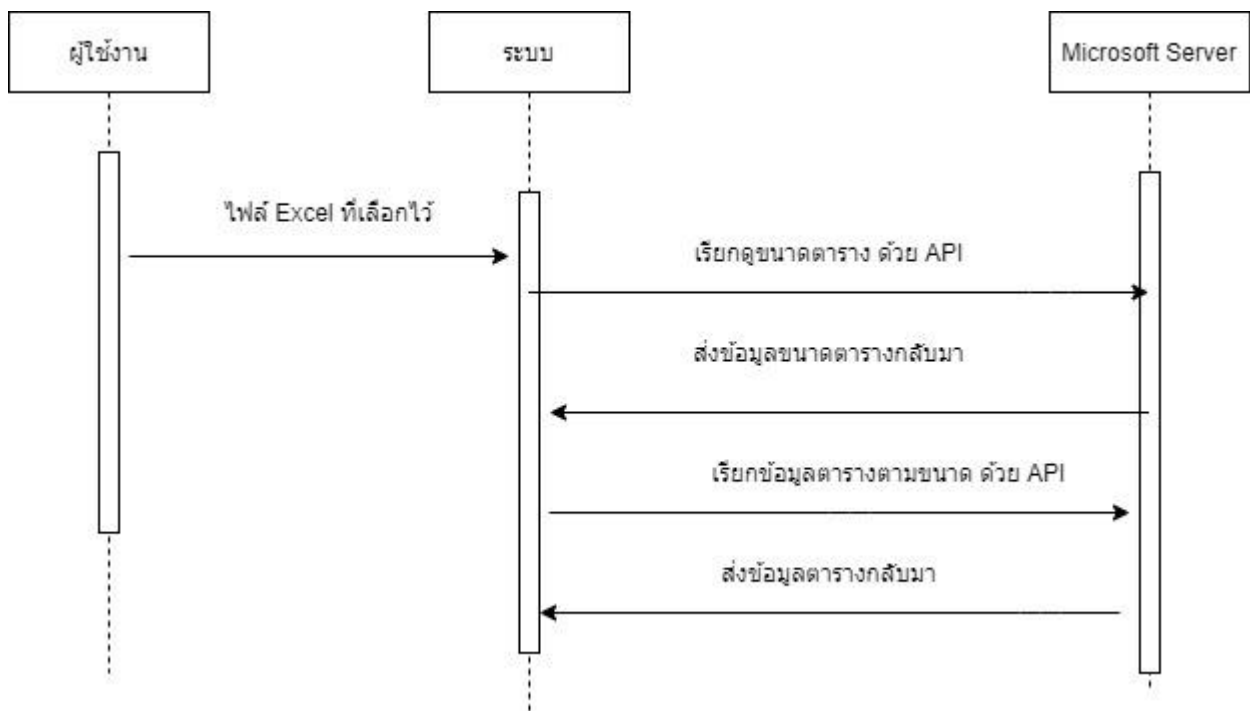 ผู้ใช้งาน
ระบบ
Microsoft Server
ไฟล์ Excel ที่เลือกไว้
เรียกดูขนาดตาราง ด้วย API
ส่งข้อมูลขนาดตารางกลับมา
เรียกข้อมูลตารางตามขนาด ด้วย API
ส่งข้อมูลตารางกลับมา